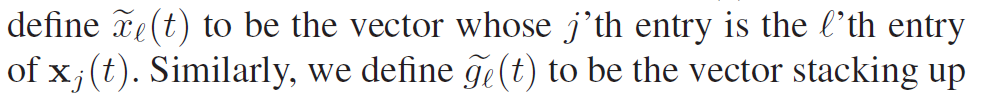 define x̃_ℓ(t) to be the vector whose j’th entry is the ℓ’th entry
of 𝐱_j(t). Similarly, we define g̃_ℓ(t) to be the vector stacking up